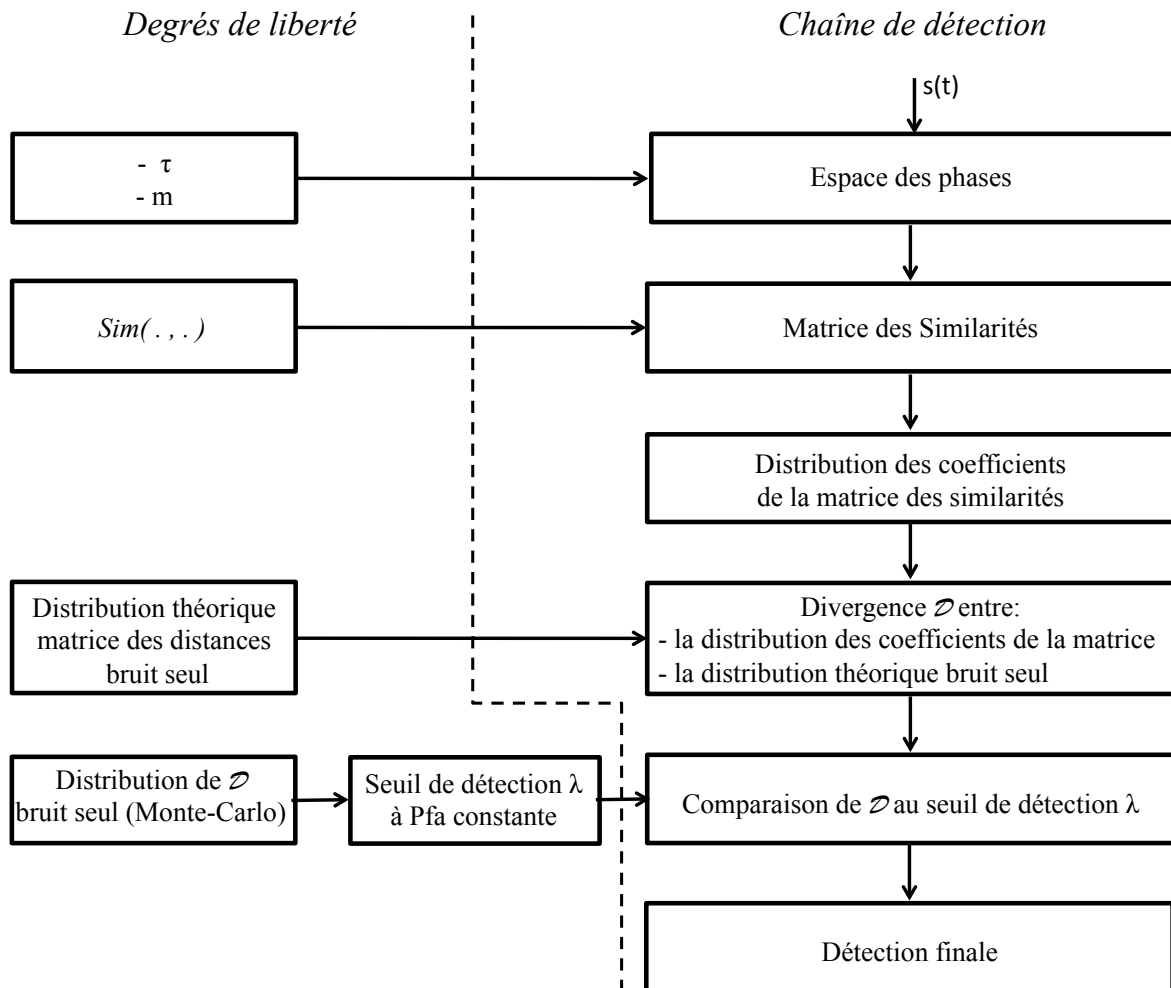 Degrés de liberté
Chaîne de détection
s(t)
- τ
- m
Espace des phases
Sim( . , . )
Matrice des Similarités
Distribution des coefficients
de la matrice des similarités
Distribution théorique
matrice des distances
bruit seul
Divergence 𝒟 entre:
- la distribution des coefficients de la matrice
- la distribution théorique bruit seul
Distribution de 𝒟
bruit seul (Monte-Carlo)
Seuil de détection λ
à Pfa constante
Comparaison de 𝒟 au seuil de détection λ
Détection finale